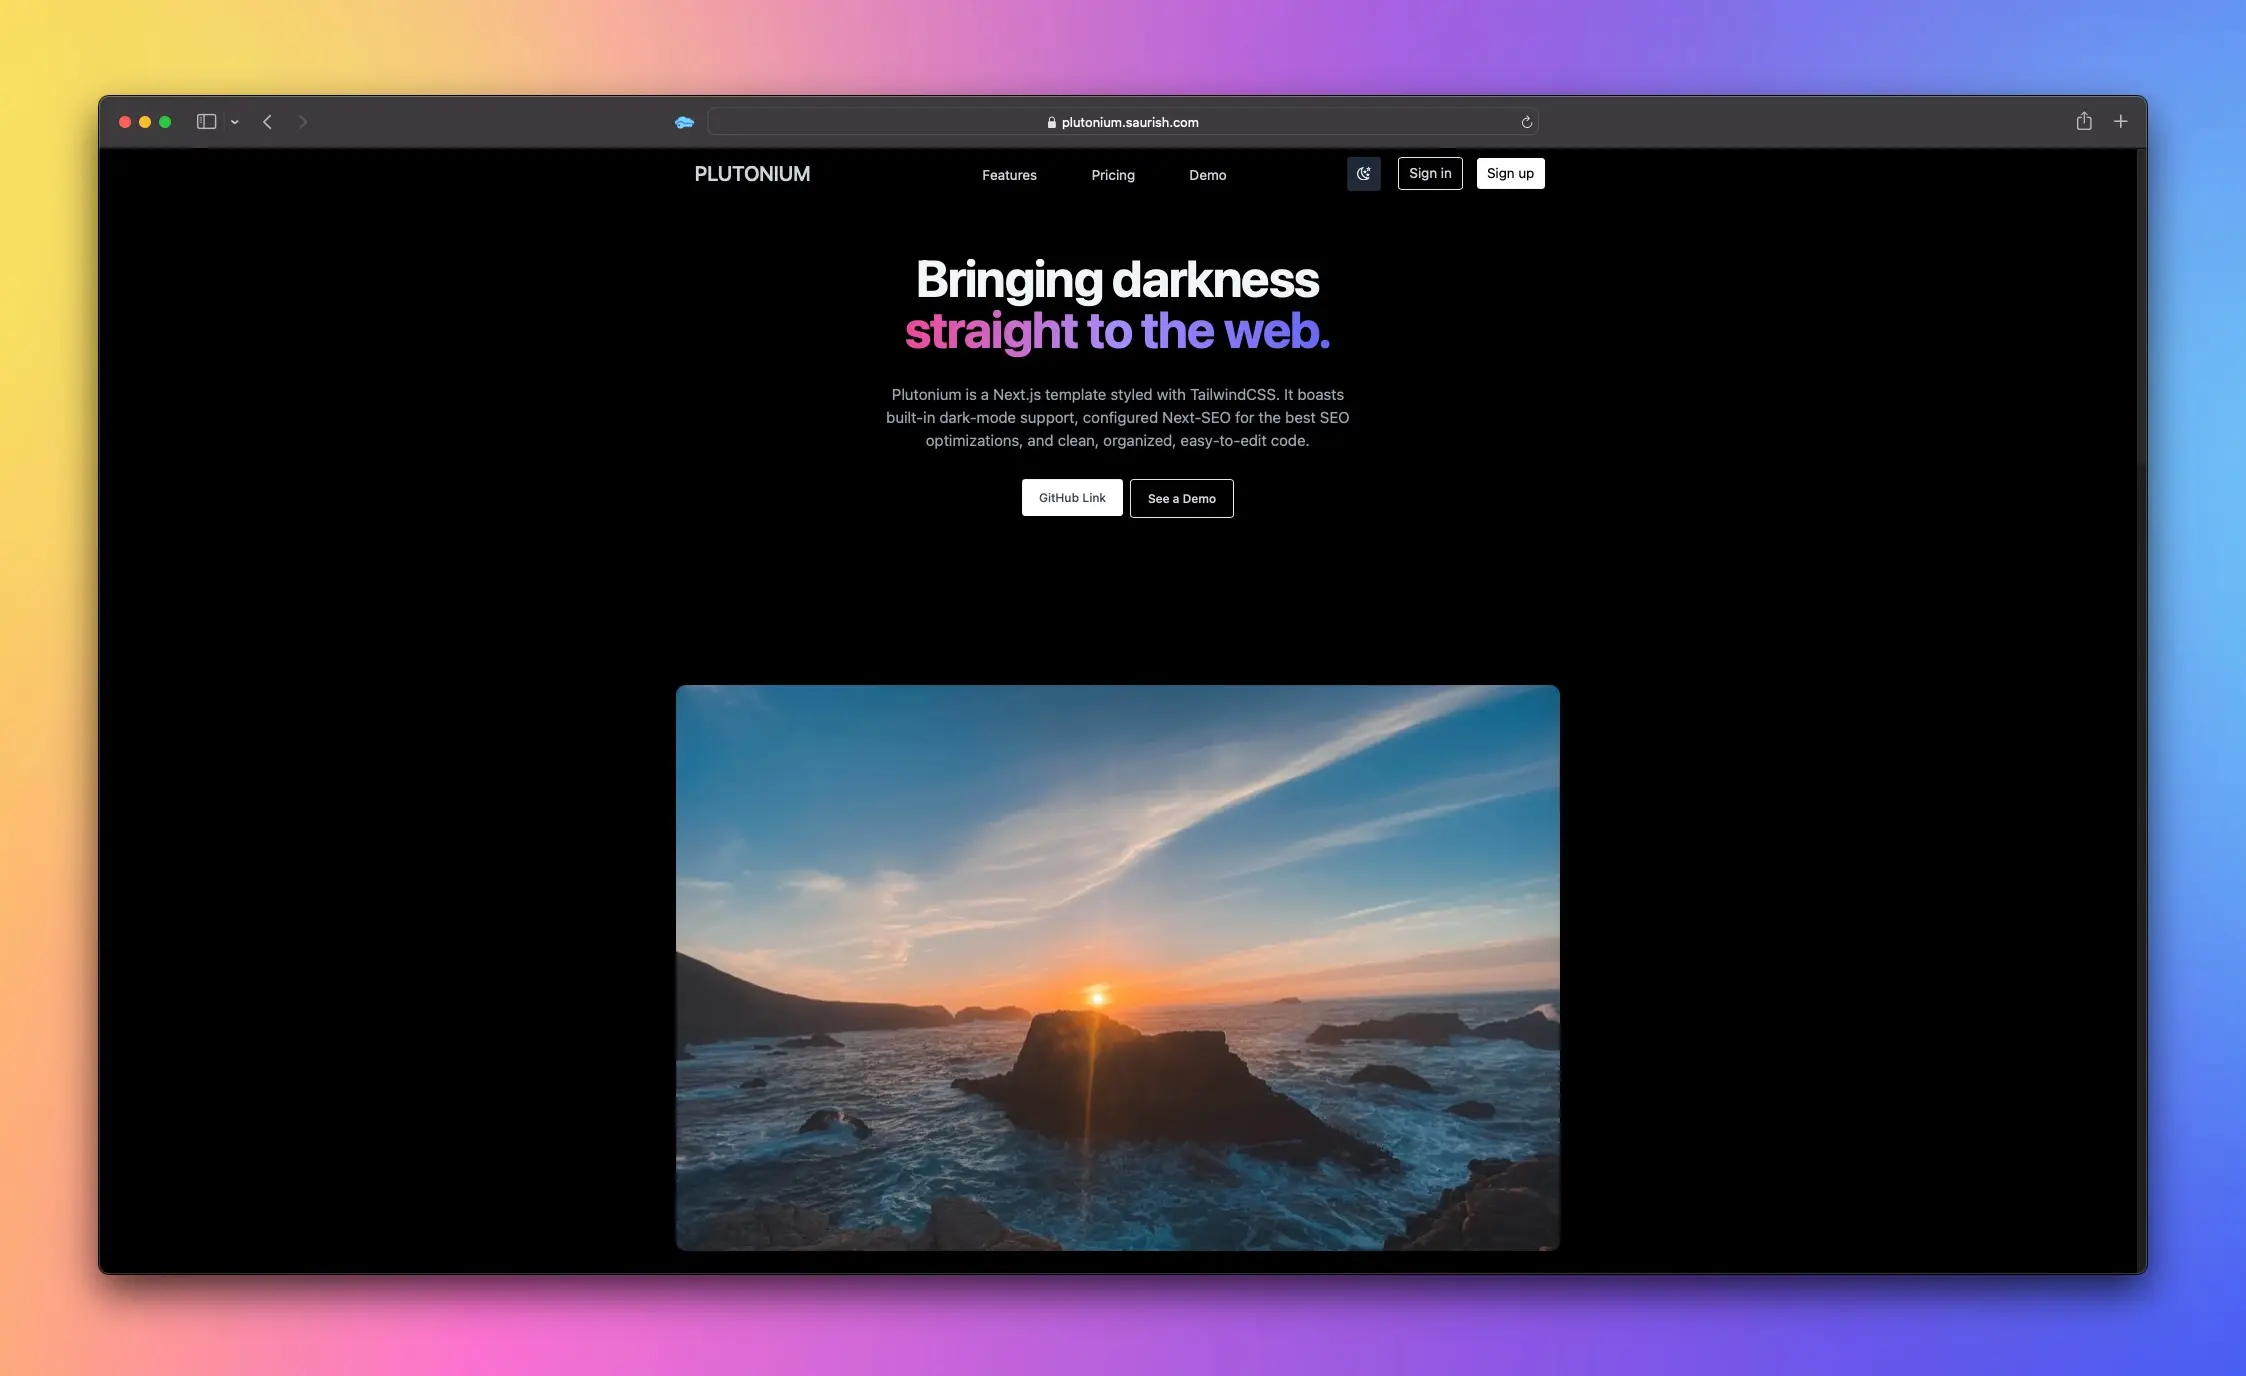 plutonium.saurish.com
PLUTONIUM
Features
Pricing
Demo
Sign in
Sign up
Bringing darkness
straight to the web.
Plutonium is a Next.js template styled with TailwindCSS. It boasts
built-in dark-mode support, configured Next-SEO for the best SEO
optimizations, and clean, organized, easy-to-edit code.
GitHub Link
See a Demo